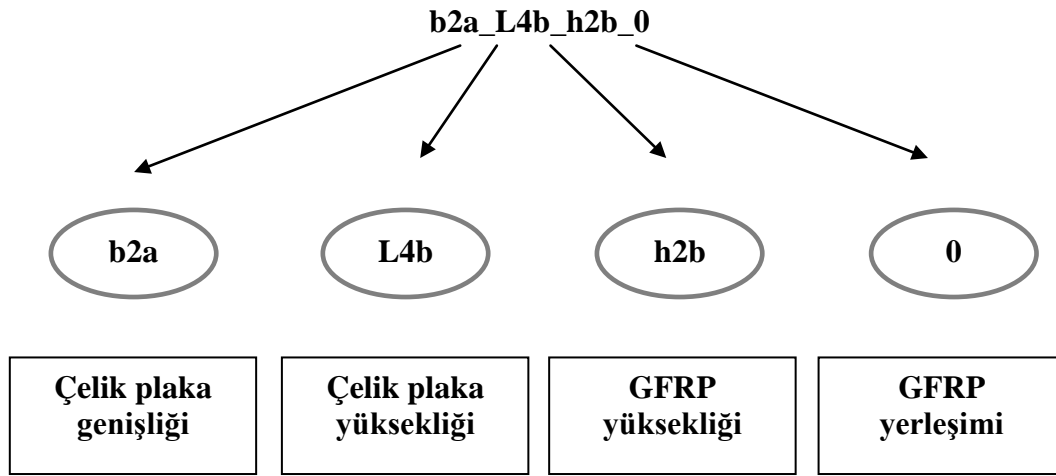 b2a_L4b_h2b_0
b2a
L4b
h2b
0
Çelik plaka
genişliği
Çelik plaka
yüksekliği
GFRP
yüksekliği
GFRP
yerleşimi